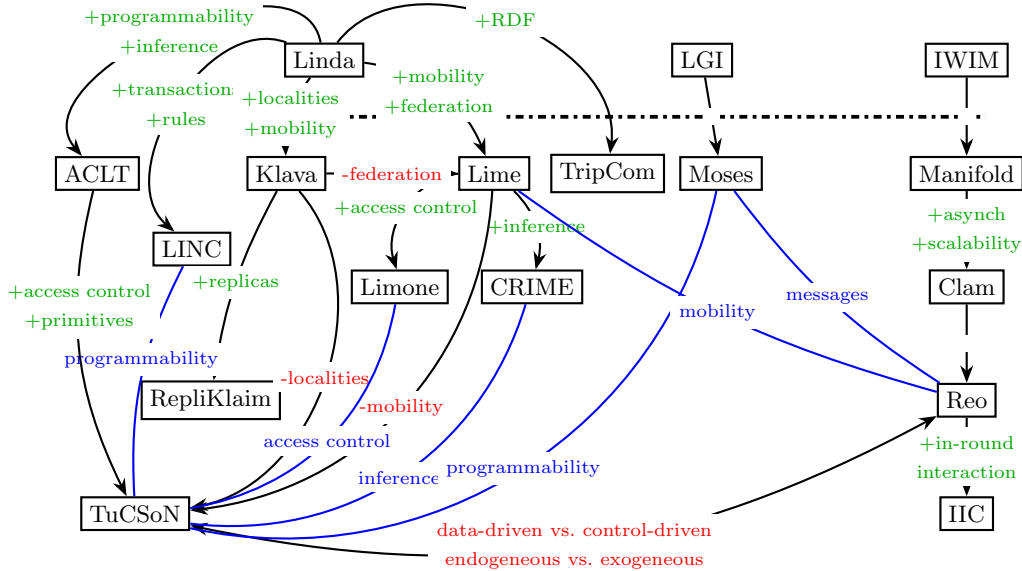 +programmability
+RDF
+inference
Linda
LGI
IWIM
+mobility
+transactions
+localities
+federation
+rules
+mobility
ACLT
Klava
-federation
Lime
TripCom
Moses
Manifold
+access control
+asynch
+inference
LINC
+scalability
+replicas
+access control
Limone
CRIME
Clam
messages
+primitives
mobility
programmability
-localities
RepliKlaim
-mobility
Reo
access control
+in-round
inference
programmability
interaction
TuCSoN
IIC
data-driven vs. control-driven
endogeneous vs. exogeneous